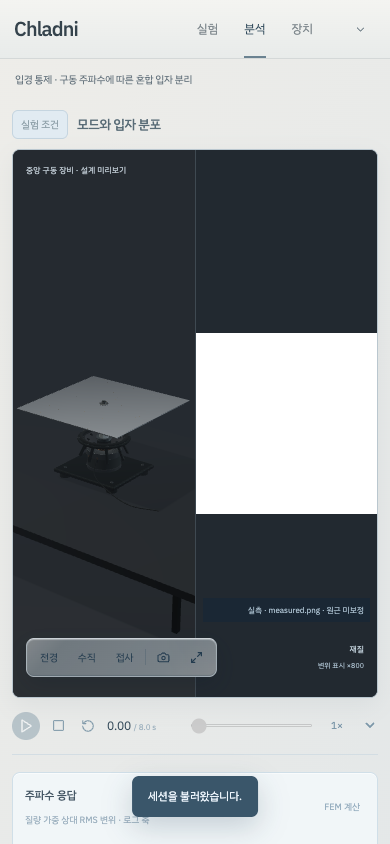 Chladni
실험 분석 장치
입경 통제 · 구동 주파수에 따른 혼합 입자 분리
실험 조건 모드와 입자 분포
중앙 구동 장비 · 설계 미리보기
실측 · measured.png · 원근 미보정
재질
변위 표시 ×800
전경 수직 접사
0.00 / 8.0 s 1×
주파수 응답
FEM 계산
질량 가중 상대 RMS 변위 · 로그 축
세션을 불러왔습니다.